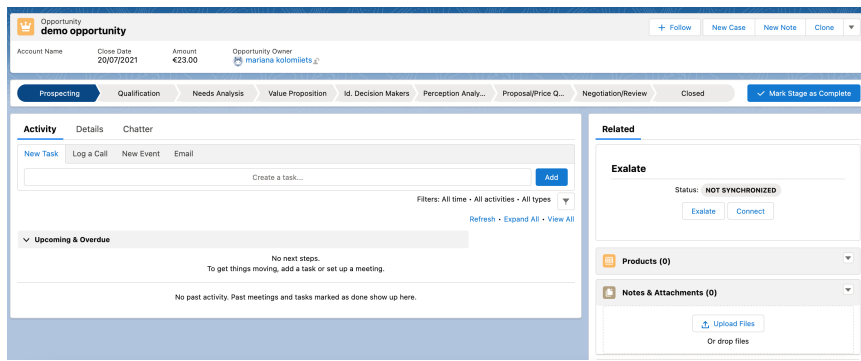 Opportunity
demo opportunity
+ Follow New Case New Note Clone
Account Name Close Date Amount Opportunity Owner
20/07/2021 €23.00 mariana kolomiiets
Prospecting Qualification Needs Analysis Value Proposition Id. Decision Makers Perception Analy... Proposal/Price Q... Negotiation/Review Closed ✓ Mark Stage as Complete
Activity Details Chatter
New Task Log a Call New Event Email
Create a task... Add
Filters: All time • All activities • All types
Refresh • Expand All • View All
Upcoming & Overdue
No next steps.
To get things moving, add a task or set up a meeting.
No past activity. Past meetings and tasks marked as done show up here.
Related
Exalate
Status: NOT SYNCHRONIZED
Exalate Connect
Products (0)
Notes & Attachments (0)
Upload Files
Or drop files